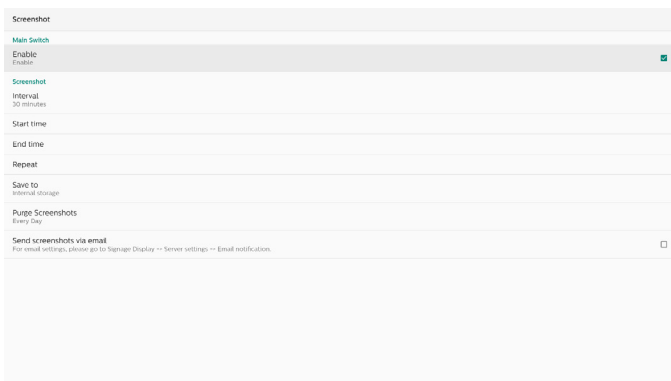 Screenshot
Main Switch
Enable
Enable
Screenshot
Interval
30 minutes
Start time
End time
Repeat
Save to
Internal storage
Purge Screenshots
Every Day
Send screenshots via email
For email settings, please go to Signage Display -- Server settings -- Email notification.